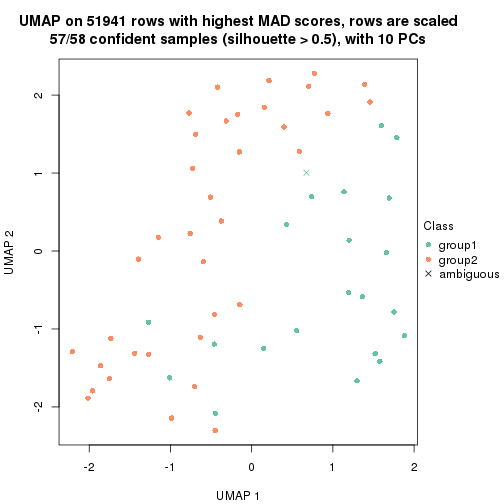 UMAP on 51941 rows with highest MAD scores, rows are scaled
57/58 confident samples (silhouette > 0.5), with 10 PCs
2
1
0
-1
-2
UMAP 2
-2
-1
0
1
2
UMAP 1
Class
group1
group2
ambiguous